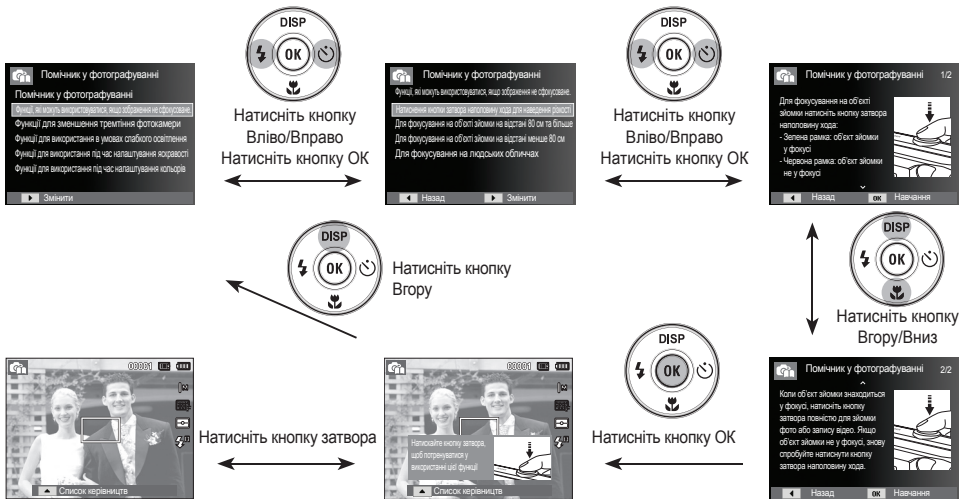 DISP
OK
Натисніть кнопку
Вліво/Вправо
Натисніть кнопку OK
DISP
OK
Натисніть кнопку
Вліво/Вправо
Натисніть кнопку OK
Помічник у фотографуванні
Помічник у фотографуванні
Функції, які можуть використовуватися, якщо зображення не сфокусоване.
Функції для зменшення тремтіння фотокамери
Функції для використання в умовах слабкого освітлення
Функції для використання під час налаштування яскравості
Функції для використання під час налаштування кольорів
Змінити
Помічник у фотографуванні
Функції, які можуть використовуватися, якщо зображення не сфокусоване.
Натиснення кнопки затвора наполовину хода для наведення різкості
Для фокусування на об'єкті зйомки на відстані 80 см та більше
Для фокусування на об'єкті зйомки на відстані менше 80 см
Для фокусування на людських обличчях
Назад
Змінити
Помічник у фотографуванні 1/2
Для фокусування на об'єкті
зйомки натисніть кнопку затвора
наполовину хода:
- Зелена рамка: об'єкт зйомки
у фокусі
- Червона рамка: об'єкт зйомки
не у фокусі
Назад
OK Навчання
DISP
OK
Натисніть кнопку
Вгору
DISP
OK
Натисніть кнопку
Вгору/Вниз
00001
Список керівництв
Натисніть кнопку затвора
00001
Натискайте кнопку затвора,
щоб потренуватися у
використанні цієї функції
Список керівництв
DISP
OK
Натисніть кнопку OK
Помічник у фотографуванні 2/2
Коли об'єкт зйомки знаходиться
у фокусі, натисніть кнопку
затвора повністю для зйомки
фото або запису відео. Якщо
об'єкт зйомки не у фокусі, знову
спробуйте натиснути кнопку
затвора наполовину хода.
Назад
OK Навчання